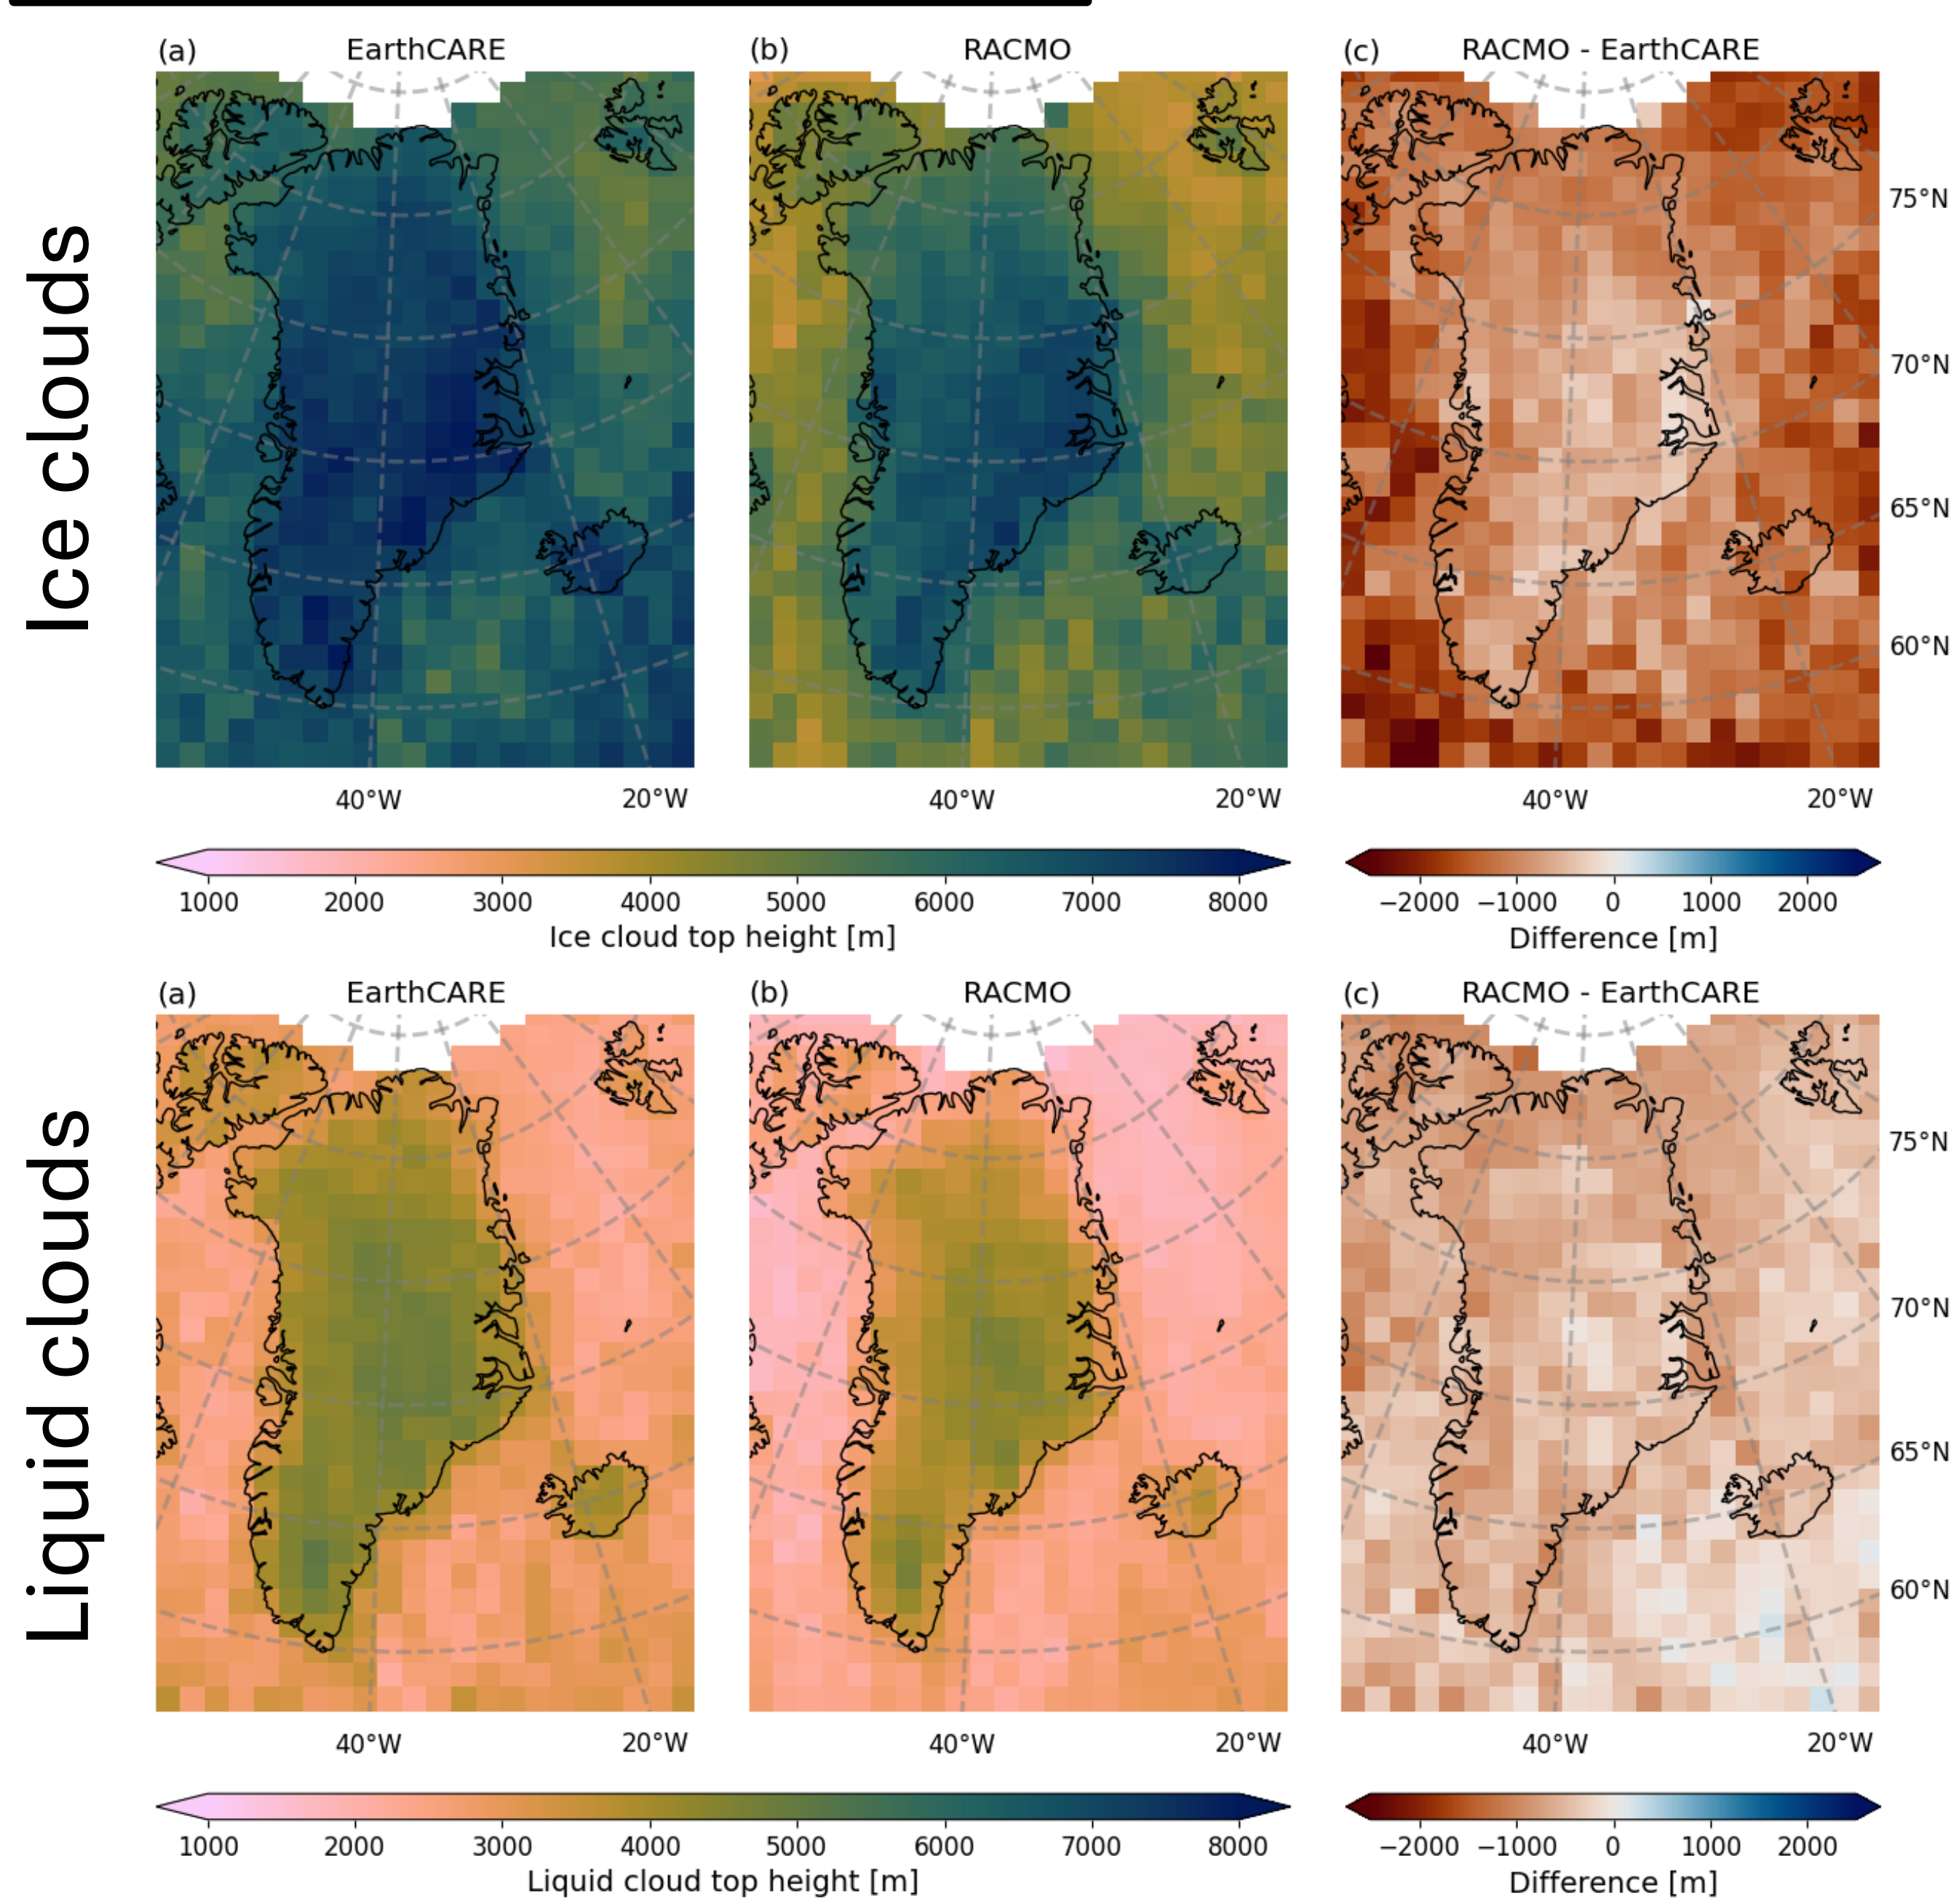 Ice clouds
(a) EarthCARE
(b) RACMO
(c) RACMO - EarthCARE
75°N
70°N
65°N
60°N
40°W 20°W
40°W 20°W
40°W 20°W
1000 2000 3000 4000 5000 6000 7000 8000
Ice cloud top height [m]
−2000 −1000 0 1000 2000
Difference [m]
Liquid clouds
(a) EarthCARE
(b) RACMO
(c) RACMO - EarthCARE
75°N
70°N
65°N
60°N
40°W 20°W
40°W 20°W
40°W 20°W
1000 2000 3000 4000 5000 6000 7000 8000
Liquid cloud top height [m]
−2000 −1000 0 1000 2000
Difference [m]